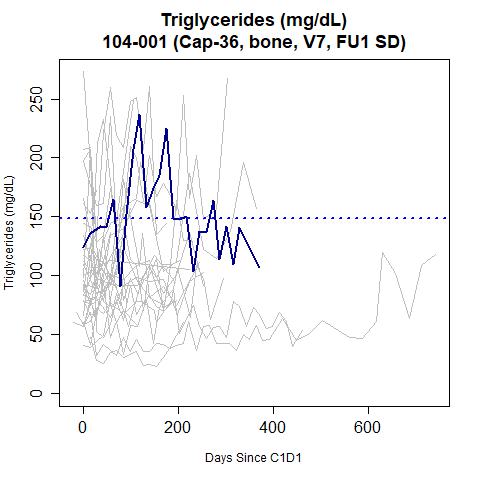 Triglycerides (mg/dL)
104-001 (Cap-36, bone, V7, FU1 SD)
Triglycerides (mg/dL)
250
200
150
100
50
0
0
200
400
600
Days Since C1D1